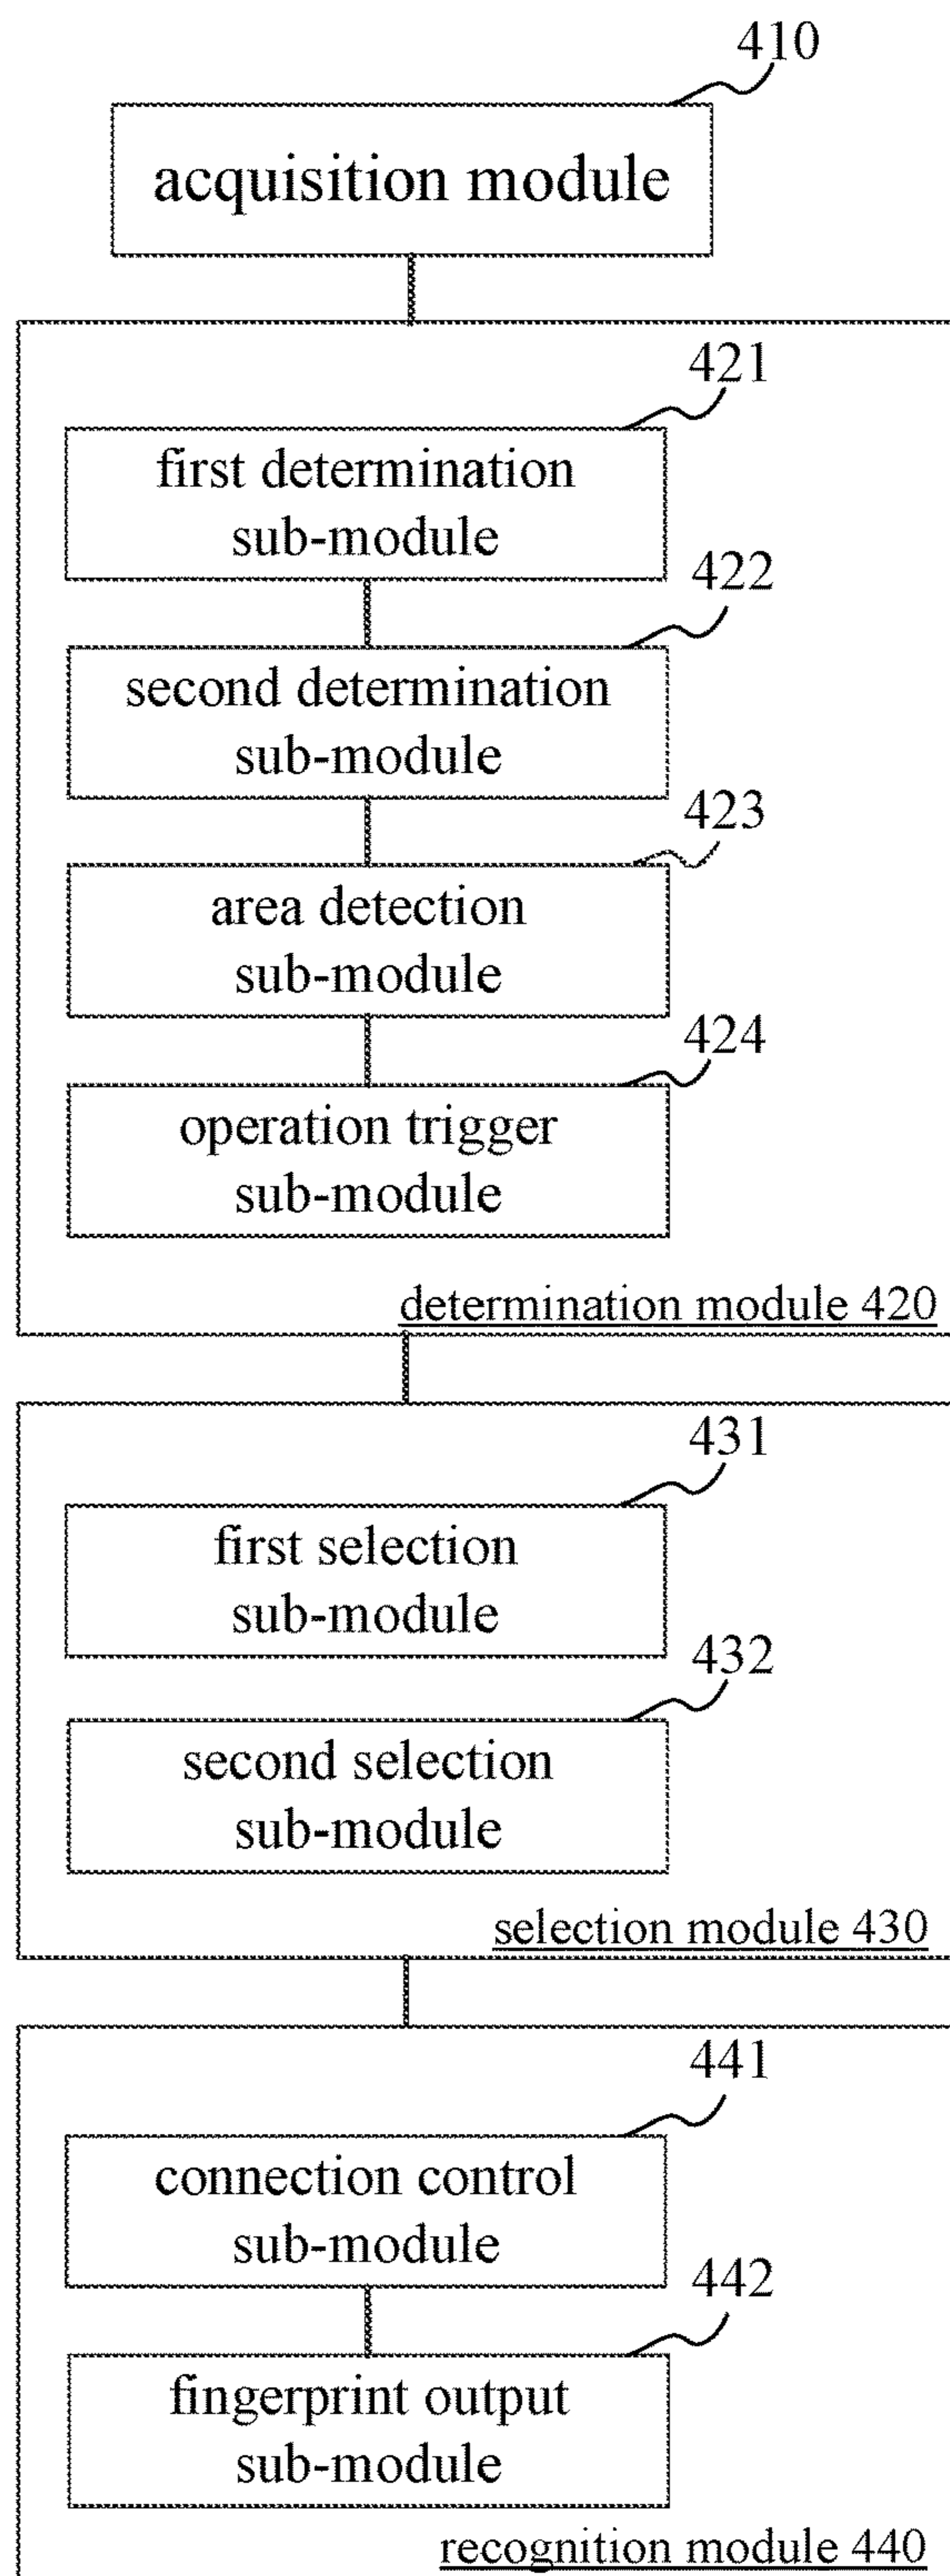 410
acquisition module
421
first determination
sub-module
422
second determination
sub-module
423
area detection
sub-module
424
operation trigger
sub-module
determination module 420
431
first selection
sub-module
432
second selection
sub-module
selection module 430
441
connection control
sub-module
442
fingerprint output
sub-module
recognition module 440